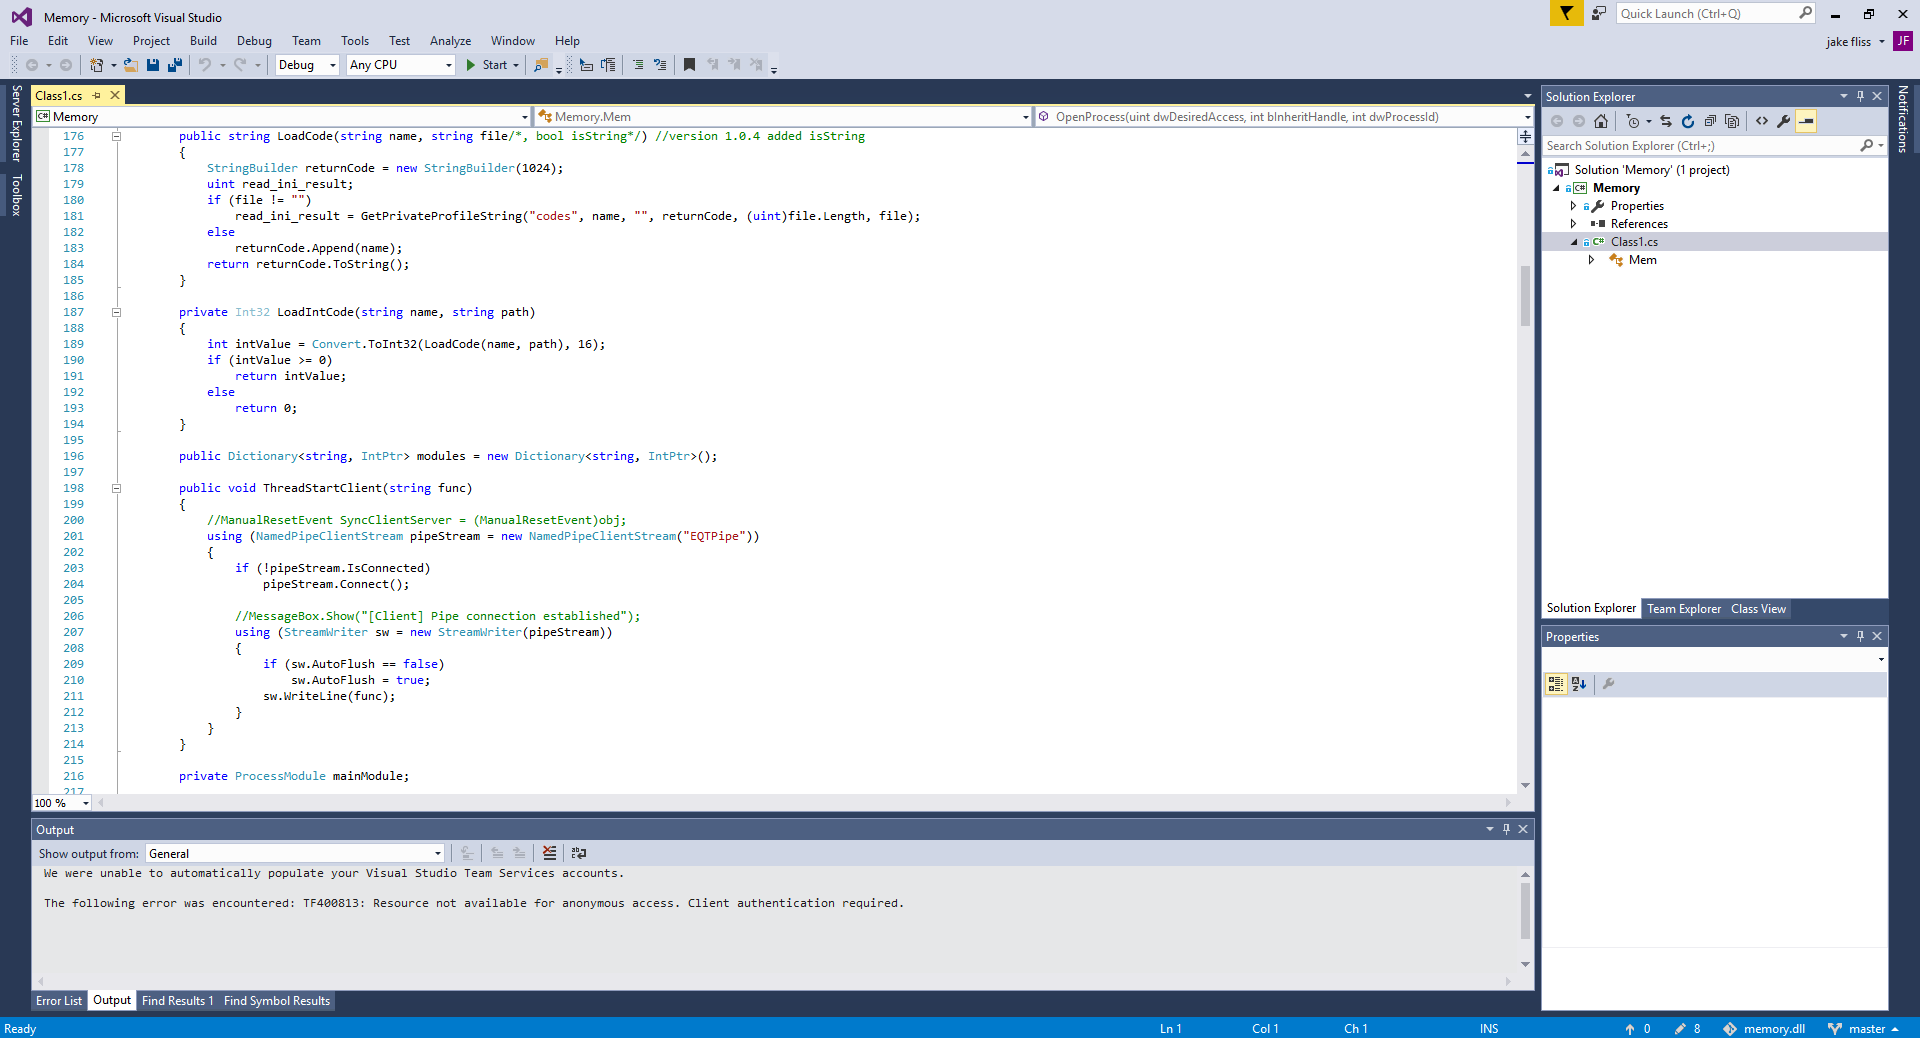 Memory - Microsoft Visual Studio
Quick Launch (Ctrl+Q)
File Edit View Project Build Debug Team Tools Test Analyze Window Help
jake fliss JF
Debug Any CPU Start
Server Explorer
Toolbox
Class1.cs
Memory Memory.Mem OpenProcess(uint dwDesiredAccess, int bInheritHandle, int dwProcessId)
176 public string LoadCode(string name, string file/*, bool isString*/) //version 1.0.4 added isString
177 {
178 StringBuilder returnCode = new StringBuilder(1024);
179 uint read_ini_result;
180 if (file != "")
181 read_ini_result = GetPrivateProfileString("codes", name, "", returnCode, (uint)file.Length, file);
182 else
183 returnCode.Append(name);
184 return returnCode.ToString();
185 }
186
187 private Int32 LoadIntCode(string name, string path)
188 {
189 int intValue = Convert.ToInt32(LoadCode(name, path), 16);
190 if (intValue >= 0)
191 return intValue;
192 else
193 return 0;
194 }
195
196 public Dictionary<string, IntPtr> modules = new Dictionary<string, IntPtr>();
197
198 public void ThreadStartClient(string func)
199 {
200 //ManualResetEvent SyncClientServer = (ManualResetEvent)obj;
201 using (NamedPipeClientStream pipeStream = new NamedPipeClientStream("EQTPipe"))
202 {
203 if (!pipeStream.IsConnected)
204 pipeStream.Connect();
205
206 //MessageBox.Show("[Client] Pipe connection established");
207 using (StreamWriter sw = new StreamWriter(pipeStream))
208 {
209 if (sw.AutoFlush == false)
210 sw.AutoFlush = true;
211 sw.WriteLine(func);
212 }
213 }
214 }
215
216 private ProcessModule mainModule;
217
100 %
Output
Show output from: General
We were unable to automatically populate your Visual Studio Team Services accounts.
The following error was encountered: TF400813: Resource not available for anonymous access. Client authentication required.
Error List Output Find Results 1 Find Symbol Results
Solution Explorer
Search Solution Explorer (Ctrl+;)
Solution 'Memory' (1 project)
C# Memory
Properties
References
C# Class1.cs
Mem
Solution Explorer Team Explorer Class View
Properties
Notifications
Ready Ln 1 Col 1 Ch 1 INS 0 8 memory.dll master